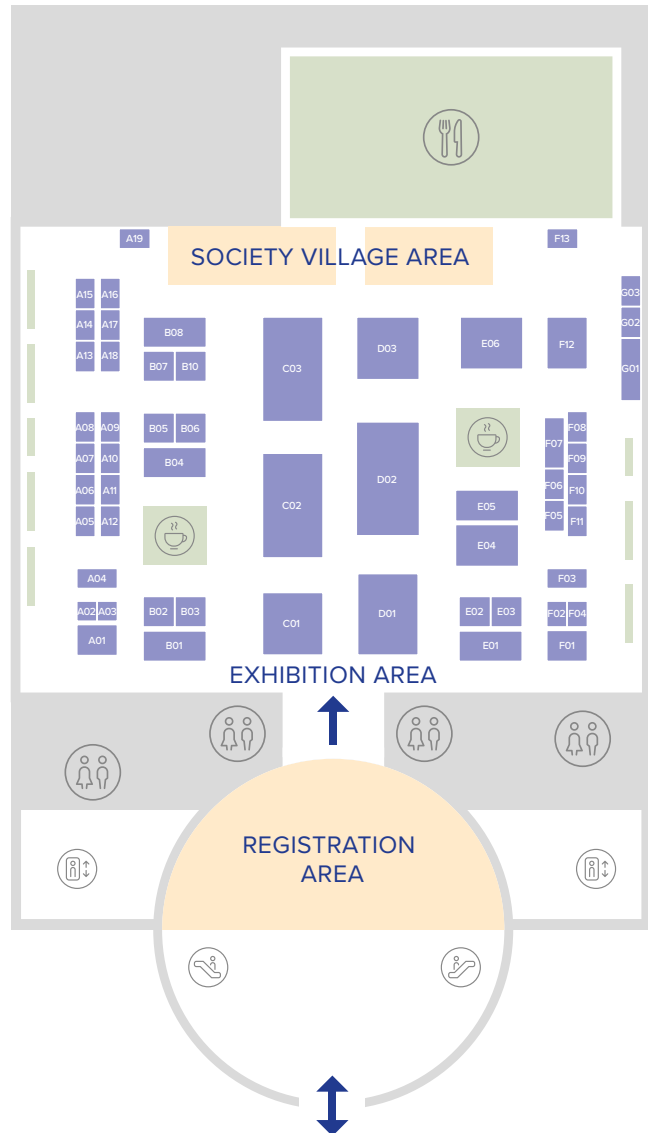 A19
F13
SOCIETY VILLAGE AREA
A15 A16
G03
A14 A17
B08
C03
D03
E06
F12
G02
A13 A18
B07 B10
G01
A08 A09
B05 B06
F07
F08
A07 A10
B04
F09
C02
D02
A06 A11
F06
F10
E05
A05 A12
F05
F11
E04
A04
F03
A02 A03
B02 B03
C01
D01
E02 E03
F02 F04
A01
B01
E01
F01
EXHIBITION AREA
REGISTRATION
AREA